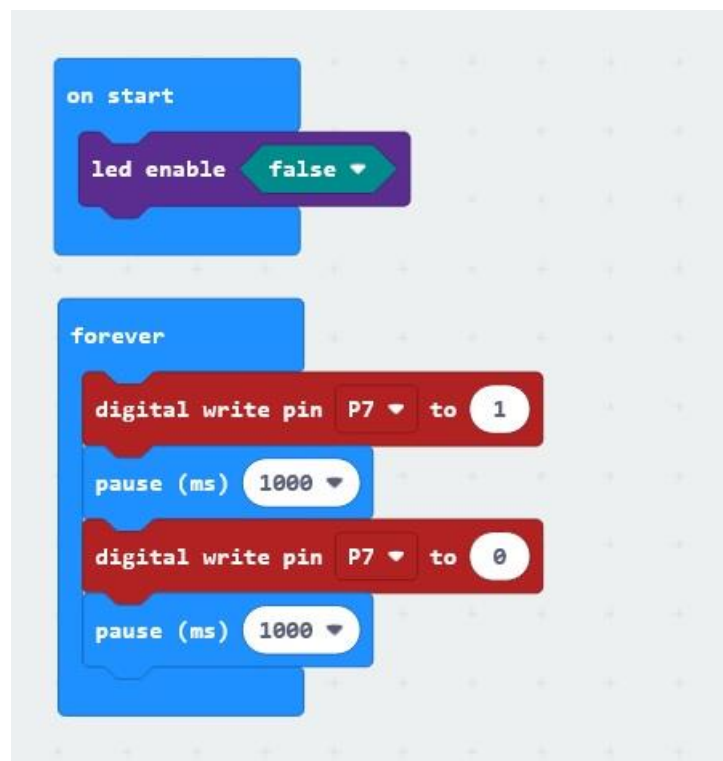 on start
led enable false
forever
digital write pin P7 to 1
pause (ms) 1000
digital write pin P7 to 0
pause (ms) 1000